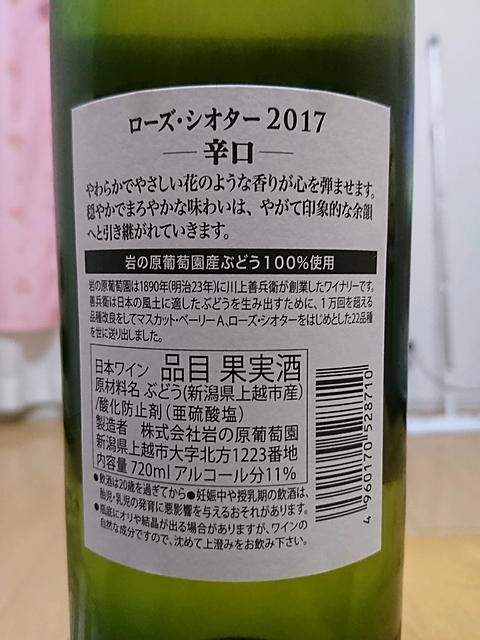 ローズ・シオター 2017
辛口
やわらかでやさしい花のような香りが心を弾ませます。
穏やかでまろやかな味わいは、やがて印象的な余韻
へと引き継がれていきます。
岩の原葡萄園産ぶどう100%使用
岩の原葡萄園は1890年(明治23年)に川上善兵衛が創業したワイナリーです。
善兵衛は日本の風土に適したぶどうを生み出すために、1万回を超える
品種改良をしてマスカット・ベーリーA、ローズ・シオターをはじめとした22品種
を世に送り出しました。
日本ワイン 品目 果実酒
原材料名 ぶどう(新潟県上越市産)
/酸化防止剤(亜硫酸塩)
製造者 株式会社岩の原葡萄園
新潟県上越市大字北方1223番地
内容量 720ml アルコール分11%
●飲酒は20歳を過ぎてから●妊娠中や授乳期の飲酒は、
胎児・乳児の発育に悪影響を与えるおそれがあります。
●瓶底にオリや結晶が出る場合がありますが、ワインの
自然な成分ですので、沈めて上澄みをお飲み下さい。
4 960170 528710